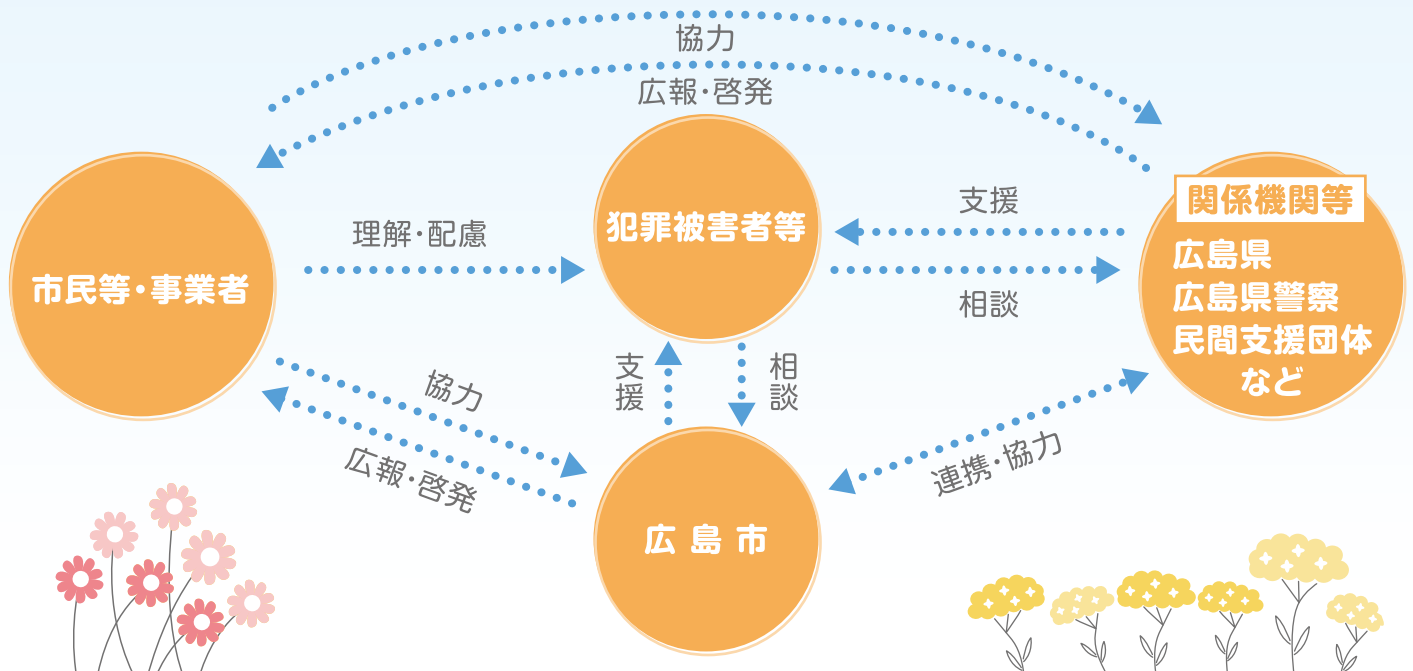 協力
広報・啓発
市民等・事業者
理解・配慮
犯罪被害者等
支援
相談
関係機関等
広島県
広島県警察
民間支援団体
など
支援
相談
協力
広報・啓発
連携・協力
広島市